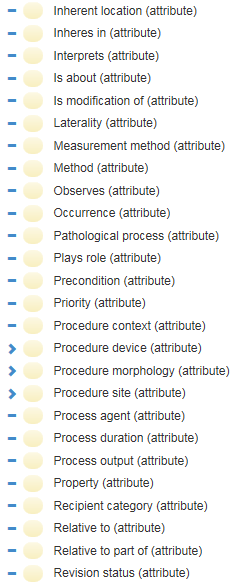 Inherent location (attribute)
Inheres in (attribute)
Interprets (attribute)
Is about (attribute)
Is modification of (attribute)
Laterality (attribute)
Measurement method (attribute)
Method (attribute)
Observes (attribute)
Occurrence (attribute)
Pathological process (attribute)
Plays role (attribute)
Precondition (attribute)
Priority (attribute)
Procedure context (attribute)
Procedure device (attribute)
Procedure morphology (attribute)
Procedure site (attribute)
Process agent (attribute)
Process duration (attribute)
Process output (attribute)
Property (attribute)
Recipient category (attribute)
Relative to (attribute)
Relative to part of (attribute)
Revision status (attribute)